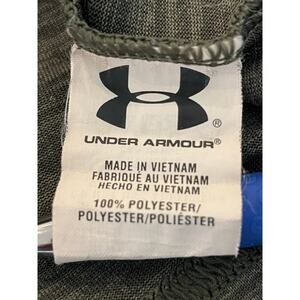 ®
UNDER ARMOUR®
MADE IN VIETNAM
FABRIQUÉ AU VIETNAM
HECHO EN VIETNAM
100% POLYESTER/
POLYESTER/POLIÉSTER